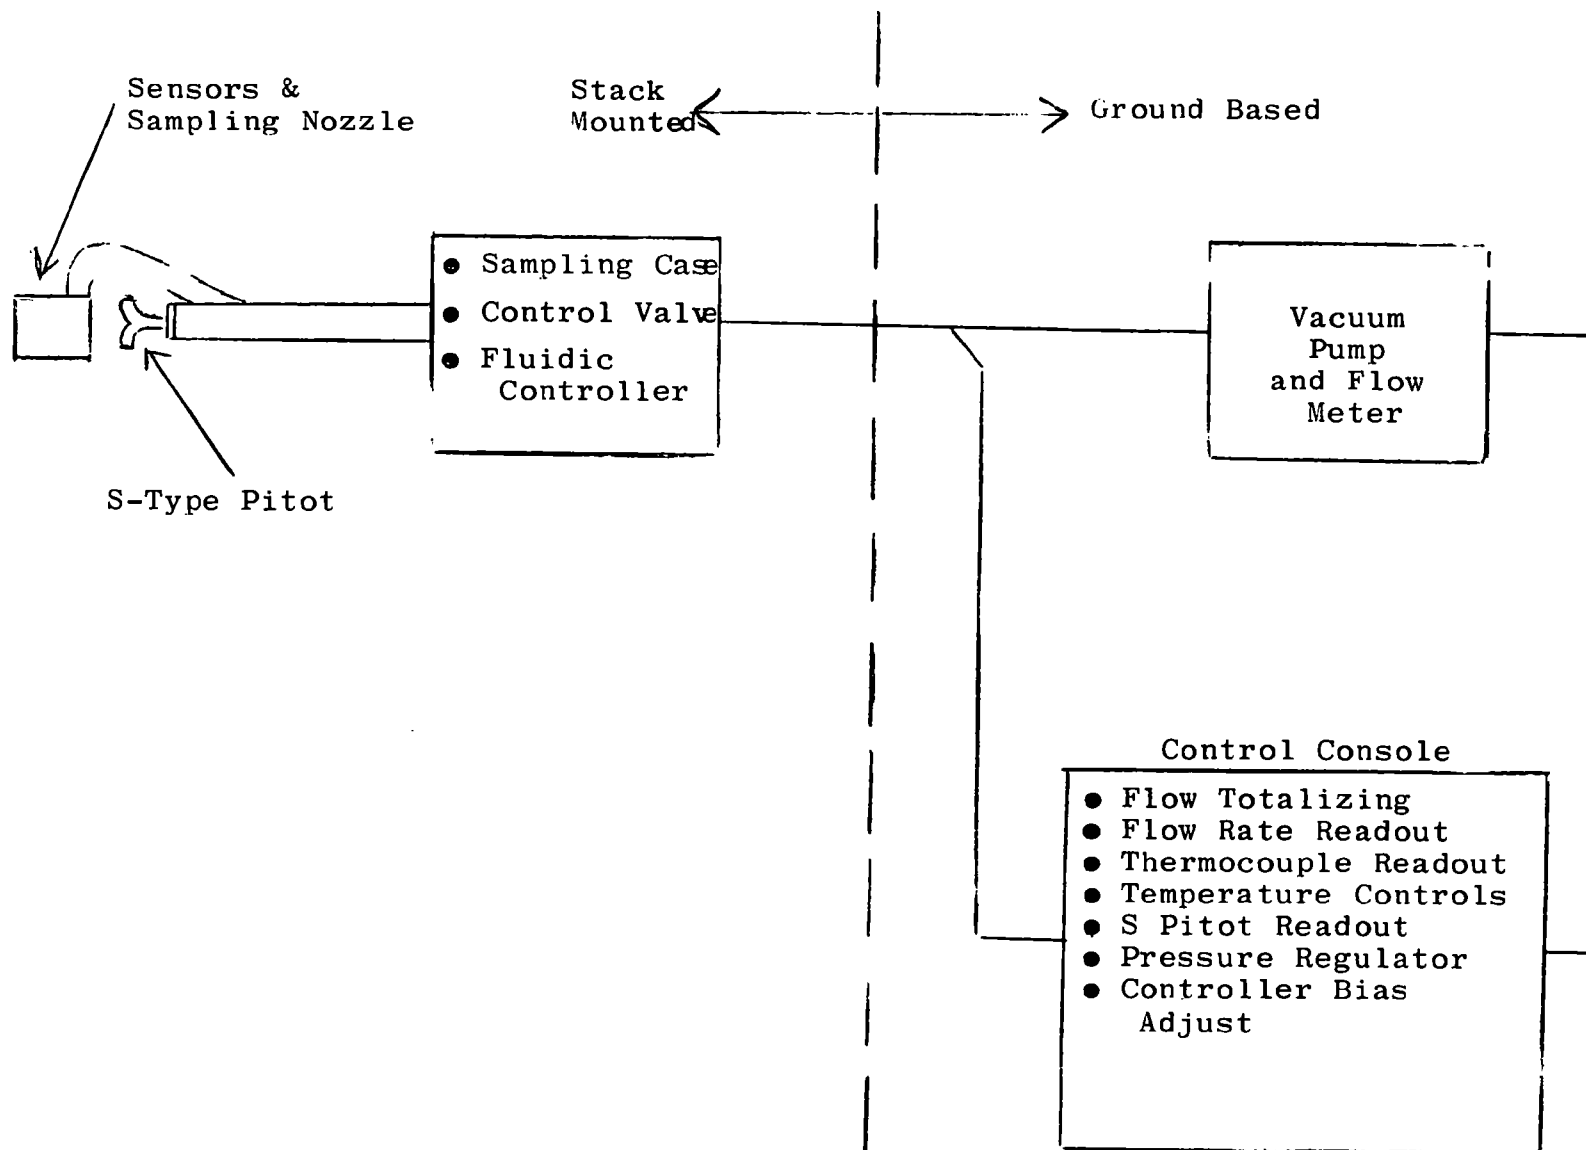 Sensors &
Sampling Nozzle
Stack
Mounted
Ground Based
● Sampling Case
● Control Valve
● Fluidic
Controller
S-Type Pitot
Vacuum
Pump
and Flow
Meter
Control Console
● Flow Totalizing
● Flow Rate Readout
● Thermocouple Readout
● Temperature Controls
● S Pitot Readout
● Pressure Regulator
● Controller Bias
Adjust